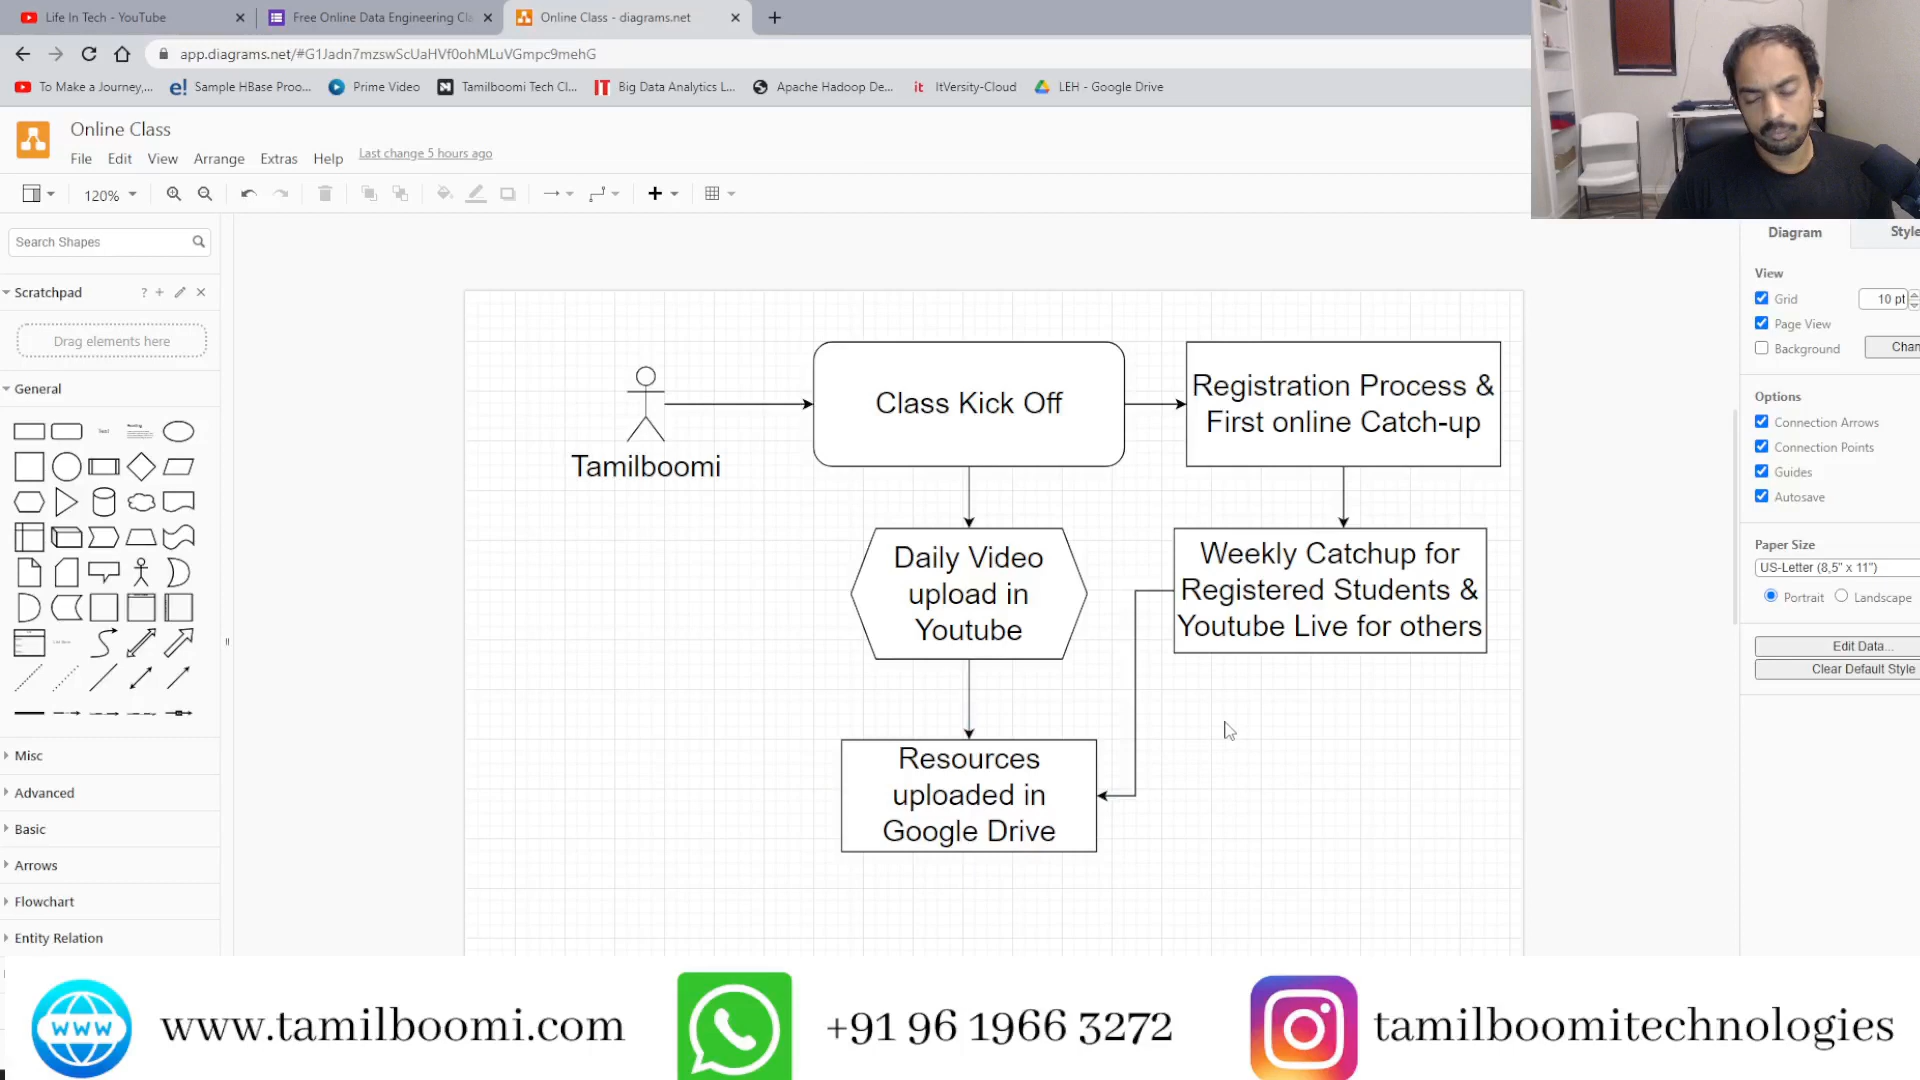 Life In Tech - YouTube
Free Online Data Engineering Cla
Online Class - diagrams.net
app.diagrams.net/#G1Jadn7mzswScUaHVf0ohMLuVGmpc9mehG
To Make a Journey,...
Sample HBase Proo...
Prime Video
Tamilboomi Tech Cl...
Big Data Analytics L...
Apache Hadoop De...
ItVersity-Cloud
LEH - Google Drive
Online Class
File Edit View Arrange Extras Help Last change 5 hours ago
120%
Search Shapes
Scratchpad
Drag elements here
General
Misc
Advanced
Basic
Arrows
Flowchart
Entity Relation
Tamilboomi
Class Kick Off
Registration Process &
First online Catch-up
Daily Video
upload in
Youtube
Weekly Catchup for
Registered Students &
Youtube Live for others
Resources
uploaded in
Google Drive
Diagram Style
View
Grid 10 pt
Page View
Background Chan
Options
Connection Arrows
Connection Points
Guides
Autosave
Paper Size
US-Letter (8,5" x 11")
Portrait Landscape
Edit Data...
Clear Default Style
www
www.tamilboomi.com
+91 96 1966 3272
tamilboomitechnologies